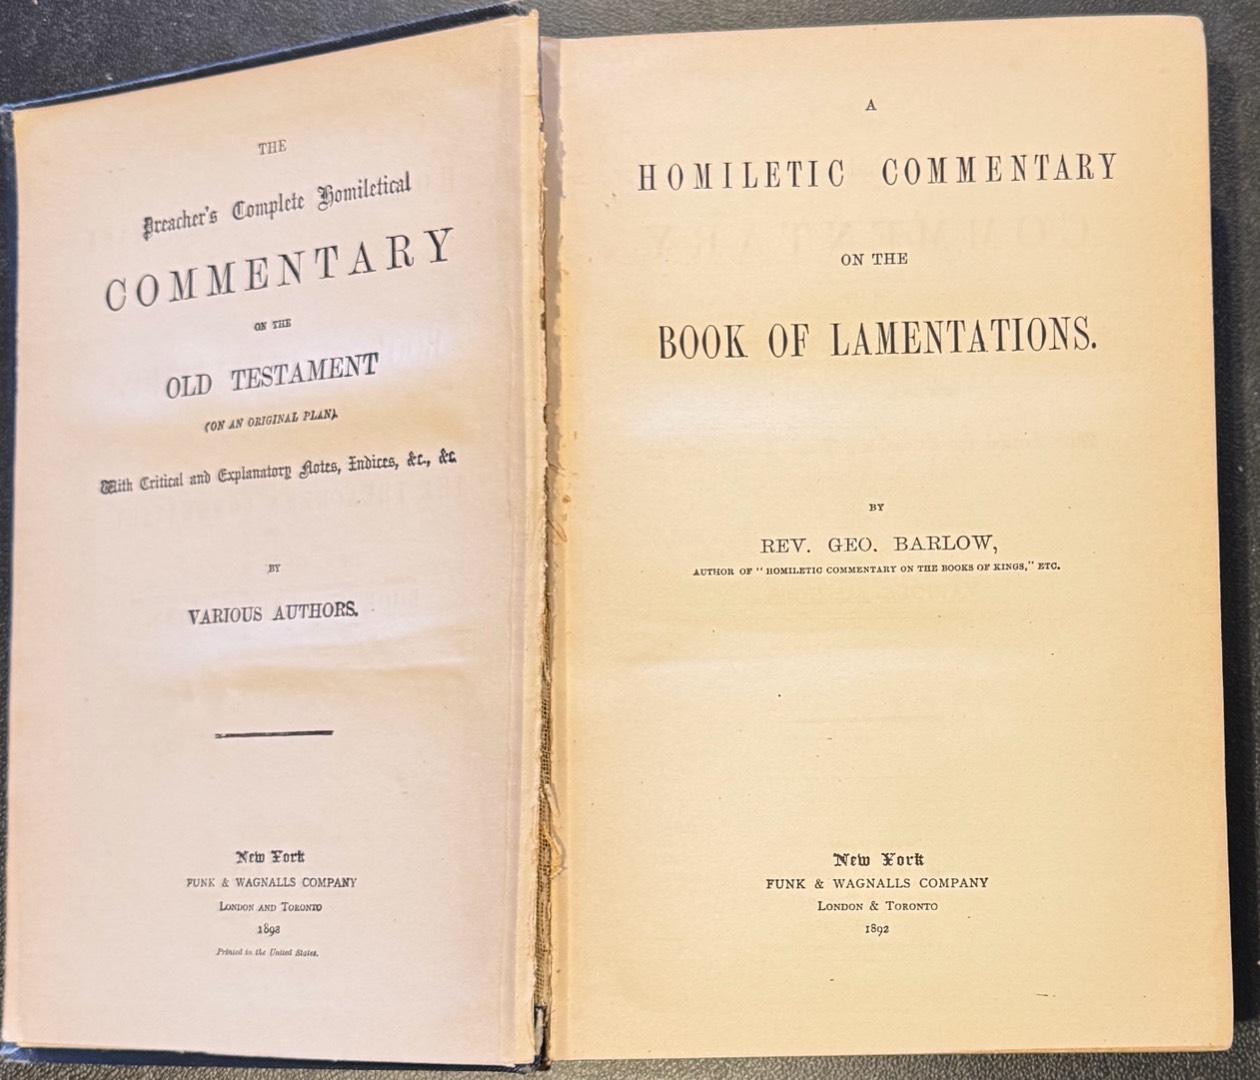 THE
Preacher's Complete Homiletical
COMMENTARY
ON THE
OLD TESTAMENT
(ON AN ORIGINAL PLAN).
With Critical and Explanatory Notes, Indices, &c., &c.
BY
VARIOUS AUTHORS.
New York
FUNK & WAGNALLS COMPANY
LONDON AND TORONTO
1892
Printed in the United States.
A
HOMILETIC COMMENTARY
ON THE
BOOK OF LAMENTATIONS.
BY
REV. GEO. BARLOW,
AUTHOR OF "HOMILETIC COMMENTARY ON THE BOOKS OF KINGS," ETC.
New York
FUNK & WAGNALLS COMPANY
LONDON & TORONTO
1892